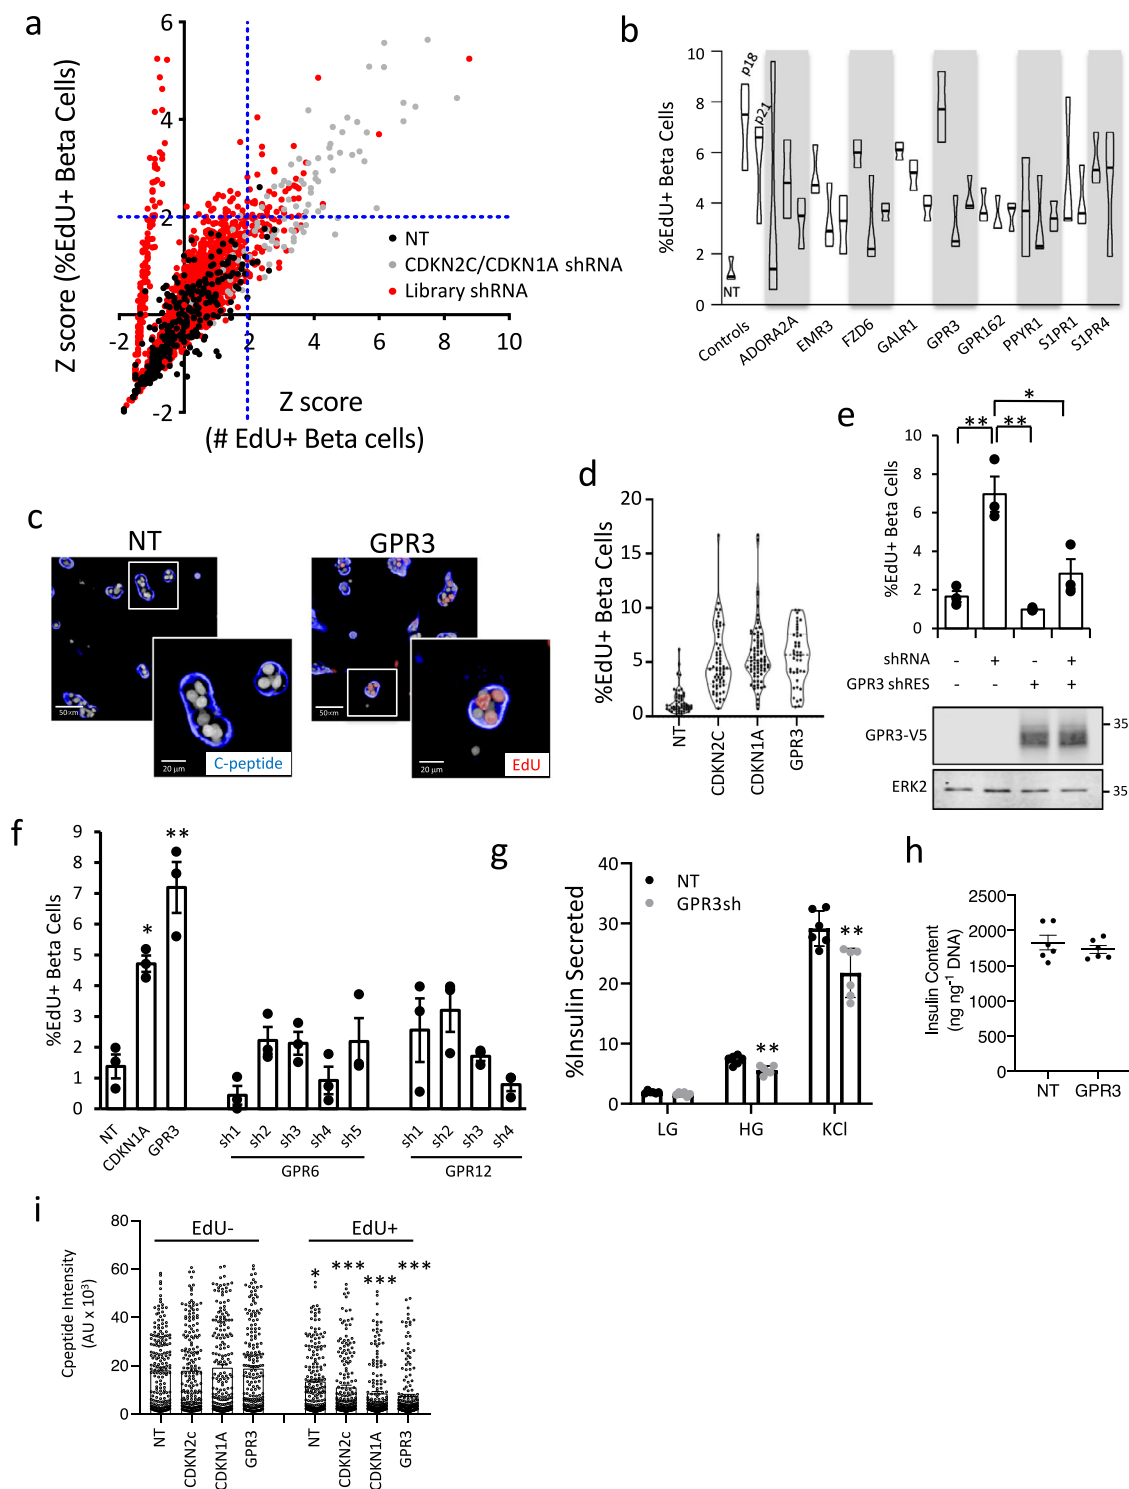 a
Z score (%EdU+ Beta Cells)
6
4
2
-2
-2
2
4
6
8
10
NT
CDKN2C/CDKN1A shRNA
Library shRNA
Z score
(# EdU+ Beta cells)
b
%EdU+ Beta Cells
10
8
6
4
2
0
p18
p21
NT
Controls
ADORA2A
EMR3
FZD6
GALR1
GPR3
GPR162
PPYR1
S1PR1
S1PR4
c
NT
GPR3
50×m
50×m
20 μm
C-peptide
20 μm
EdU
d
%EdU+ Beta Cells
20
15
10
5
0
NT
CDKN2C
CDKN1A
GPR3
e
%EdU+ Beta Cells
10
8
6
4
2
0
** ** *
shRNA - + - +
GPR3 shRES - - + +
GPR3-V5
35
ERK2
35
f
%EdU+ Beta Cells
9
8
7
6
5
4
3
2
1
0
*
**
NT
CDKN1A
GPR3
sh1
sh2
sh3
sh4
sh5
GPR6
sh1
sh2
sh3
sh4
GPR12
g
%Insulin Secreted
40
30
20
10
0
NT
GPR3sh
**
**
LG
HG
KCl
h
Insulin Content
(ng ng⁻¹ DNA)
2500
2000
1500
1000
500
0
NT
GPR3
i
Cpeptide Intensity
(AU x 10³)
80
60
40
20
0
EdU-
EdU+
*
***
***
***
NT
CDKN2c
CDKN1A
GPR3
NT
CDKN2c
CDKN1A
GPR3